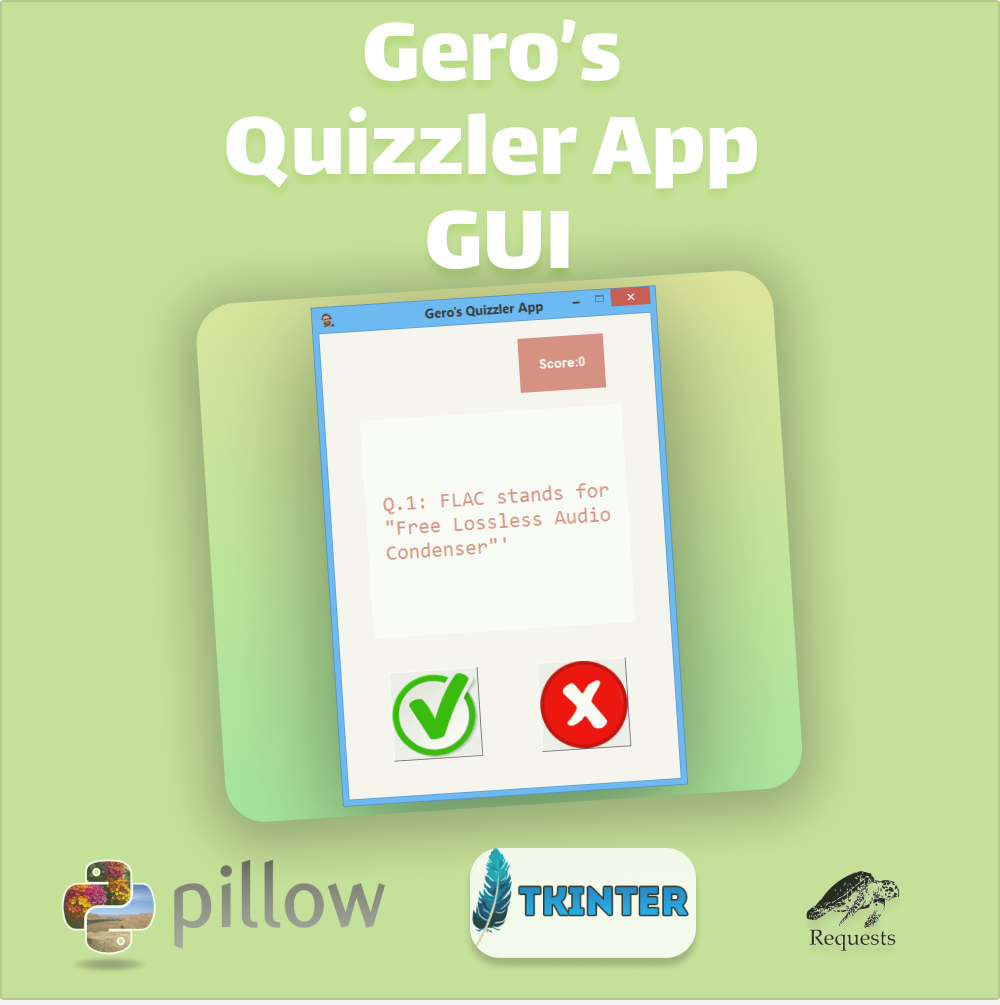 Gero's
Quizzler App
GUI
Gero's Quizzler App
Score:0
Q.1: FLAC stands for
"Free Lossless Audio
Condenser"'
pillow
TKINTER
Requests